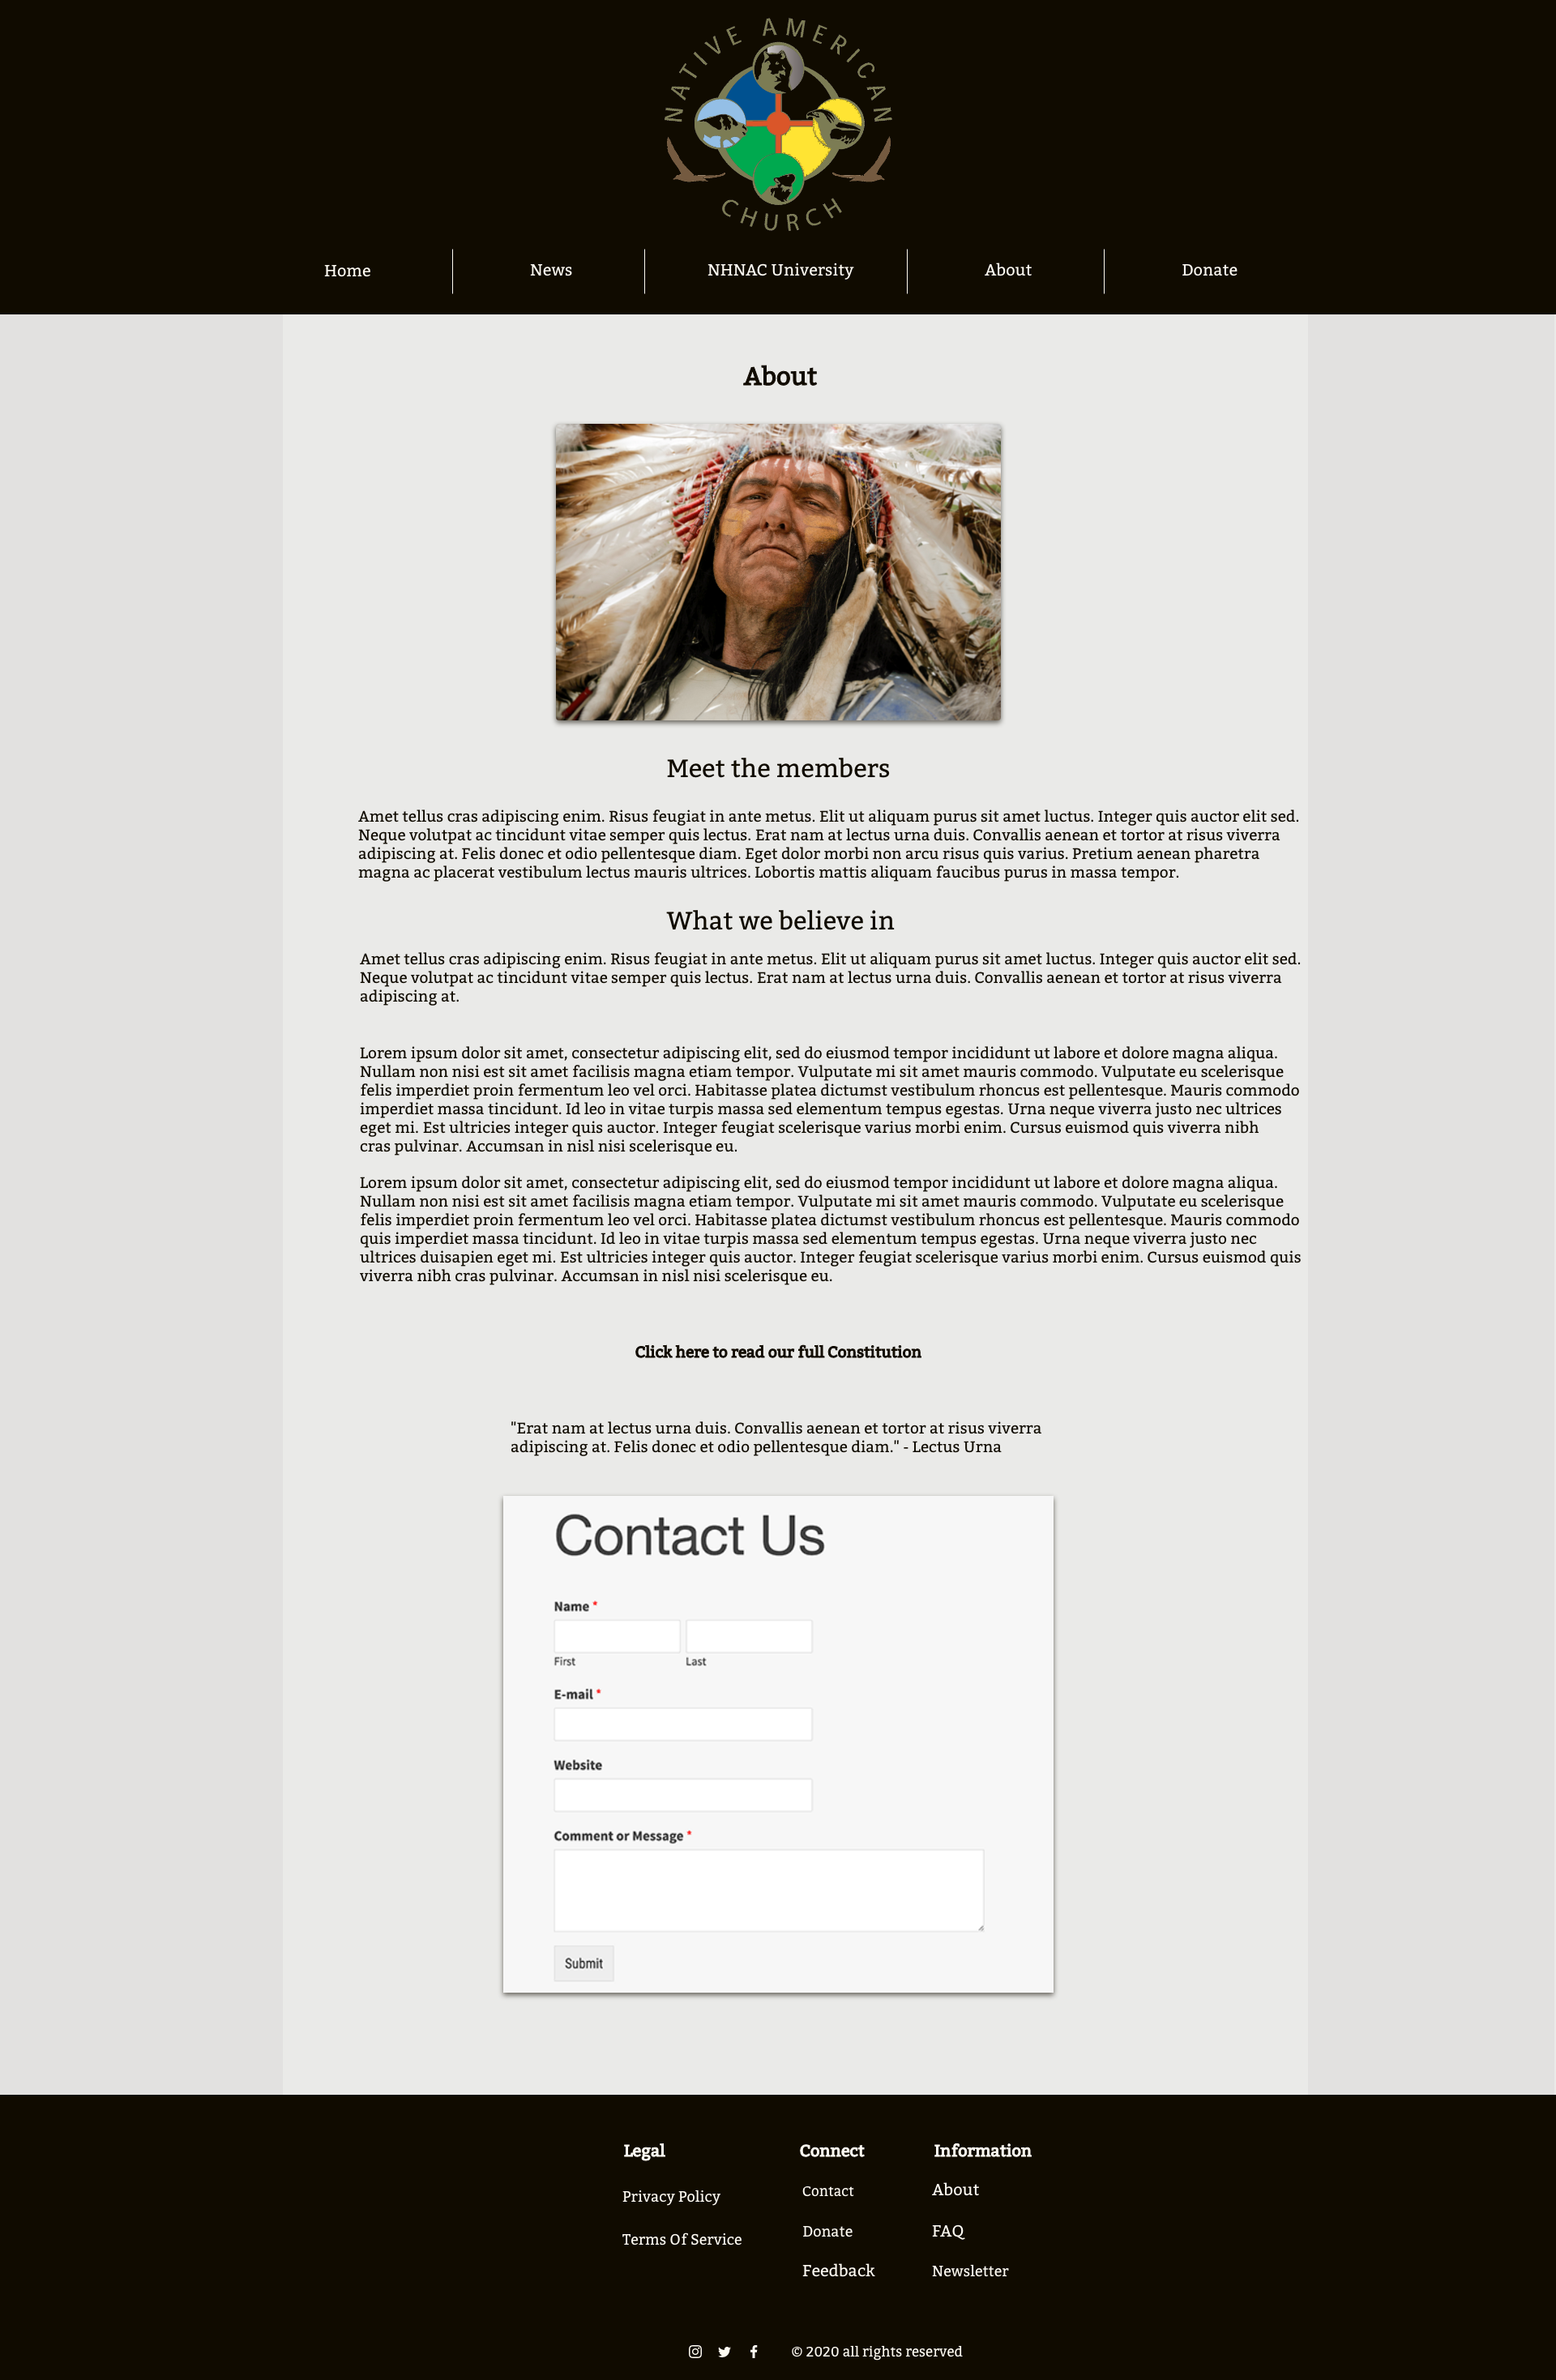 NATIVE AMERICAN
CHURCH
Home
News
NHNAC University
About
Donate
About
Meet the members
Amet tellus cras adipiscing enim. Risus feugiat in ante metus. Elit ut aliquam purus sit amet luctus. Integer quis auctor elit sed.
Neque volutpat ac tincidunt vitae semper quis lectus. Erat nam at lectus urna duis. Convallis aenean et tortor at risus viverra
adipiscing at. Felis donec et odio pellentesque diam. Eget dolor morbi non arcu risus quis varius. Pretium aenean pharetra
magna ac placerat vestibulum lectus mauris ultrices. Lobortis mattis aliquam faucibus purus in massa tempor.
What we believe in
Amet tellus cras adipiscing enim. Risus feugiat in ante metus. Elit ut aliquam purus sit amet luctus. Integer quis auctor elit sed.
Neque volutpat ac tincidunt vitae semper quis lectus. Erat nam at lectus urna duis. Convallis aenean et tortor at risus viverra
adipiscing at.
Lorem ipsum dolor sit amet, consectetur adipiscing elit, sed do eiusmod tempor incididunt ut labore et dolore magna aliqua.
Nullam non nisi est sit amet facilisis magna etiam tempor. Vulputate mi sit amet mauris commodo. Vulputate eu scelerisque
felis imperdiet proin fermentum leo vel orci. Habitasse platea dictumst vestibulum rhoncus est pellentesque. Mauris commodo
imperdiet massa tincidunt. Id leo in vitae turpis massa sed elementum tempus egestas. Urna neque viverra justo nec ultrices
eget mi. Est ultricies integer quis auctor. Integer feugiat scelerisque varius morbi enim. Cursus euismod quis viverra nibh
cras pulvinar. Accumsan in nisl nisi scelerisque eu.
Lorem ipsum dolor sit amet, consectetur adipiscing elit, sed do eiusmod tempor incididunt ut labore et dolore magna aliqua.
Nullam non nisi est sit amet facilisis magna etiam tempor. Vulputate mi sit amet mauris commodo. Vulputate eu scelerisque
felis imperdiet proin fermentum leo vel orci. Habitasse platea dictumst vestibulum rhoncus est pellentesque. Mauris commodo
quis imperdiet massa tincidunt. Id leo in vitae turpis massa sed elementum tempus egestas. Urna neque viverra justo nec
ultrices duisapien eget mi. Est ultricies integer quis auctor. Integer feugiat scelerisque varius morbi enim. Cursus euismod quis
viverra nibh cras pulvinar. Accumsan in nisl nisi scelerisque eu.
Click here to read our full Constitution
"Erat nam at lectus urna duis. Convallis aenean et tortor at risus viverra
adipiscing at. Felis donec et odio pellentesque diam." - Lectus Urna
Contact Us
Name *
First
Last
E-mail *
Website
Comment or Message *
Submit
Legal
Privacy Policy
Terms Of Service
Connect
Contact
Donate
Feedback
Information
About
FAQ
Newsletter
© 2020 all rights reserved